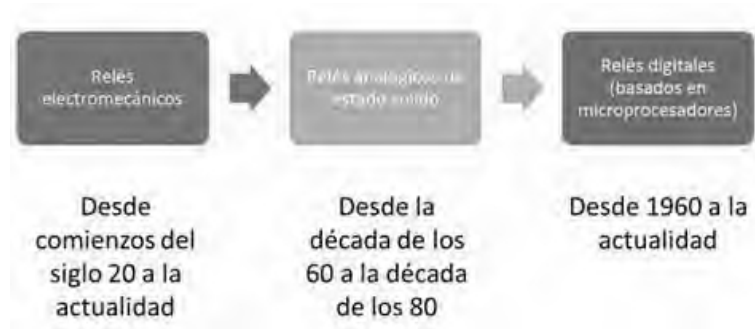 Relés
electromecánicos
Relés analógicos de
estado sólido
Relés digitales
(basados en
microprocesadores)
Desde
comienzos del
siglo 20 a la
actualidad
Desde la
década de los
60 a la década
de los 80
Desde 1960 a la
actualidad